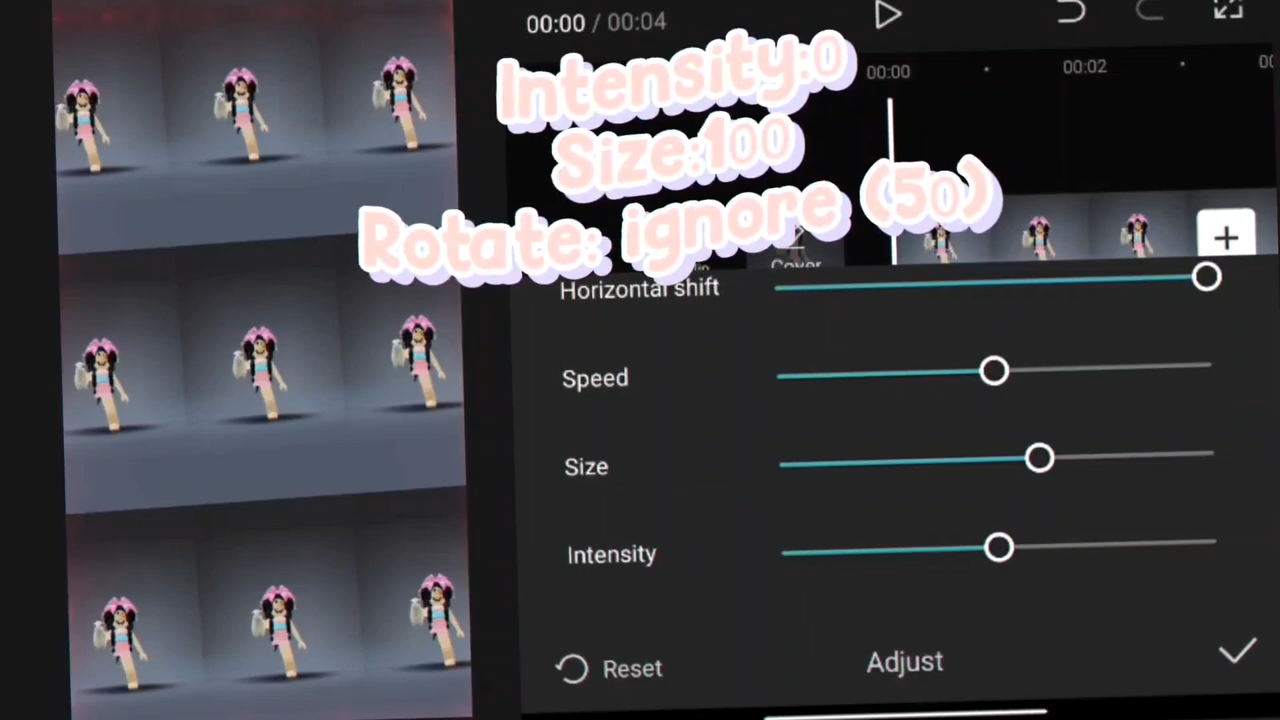 00:00 / 00:04
Intensity:0
Size:100
Rotate: ignore (50)
00:00
00:02
Cover
Horizontal shift
Speed
Size
Intensity
Reset
Adjust